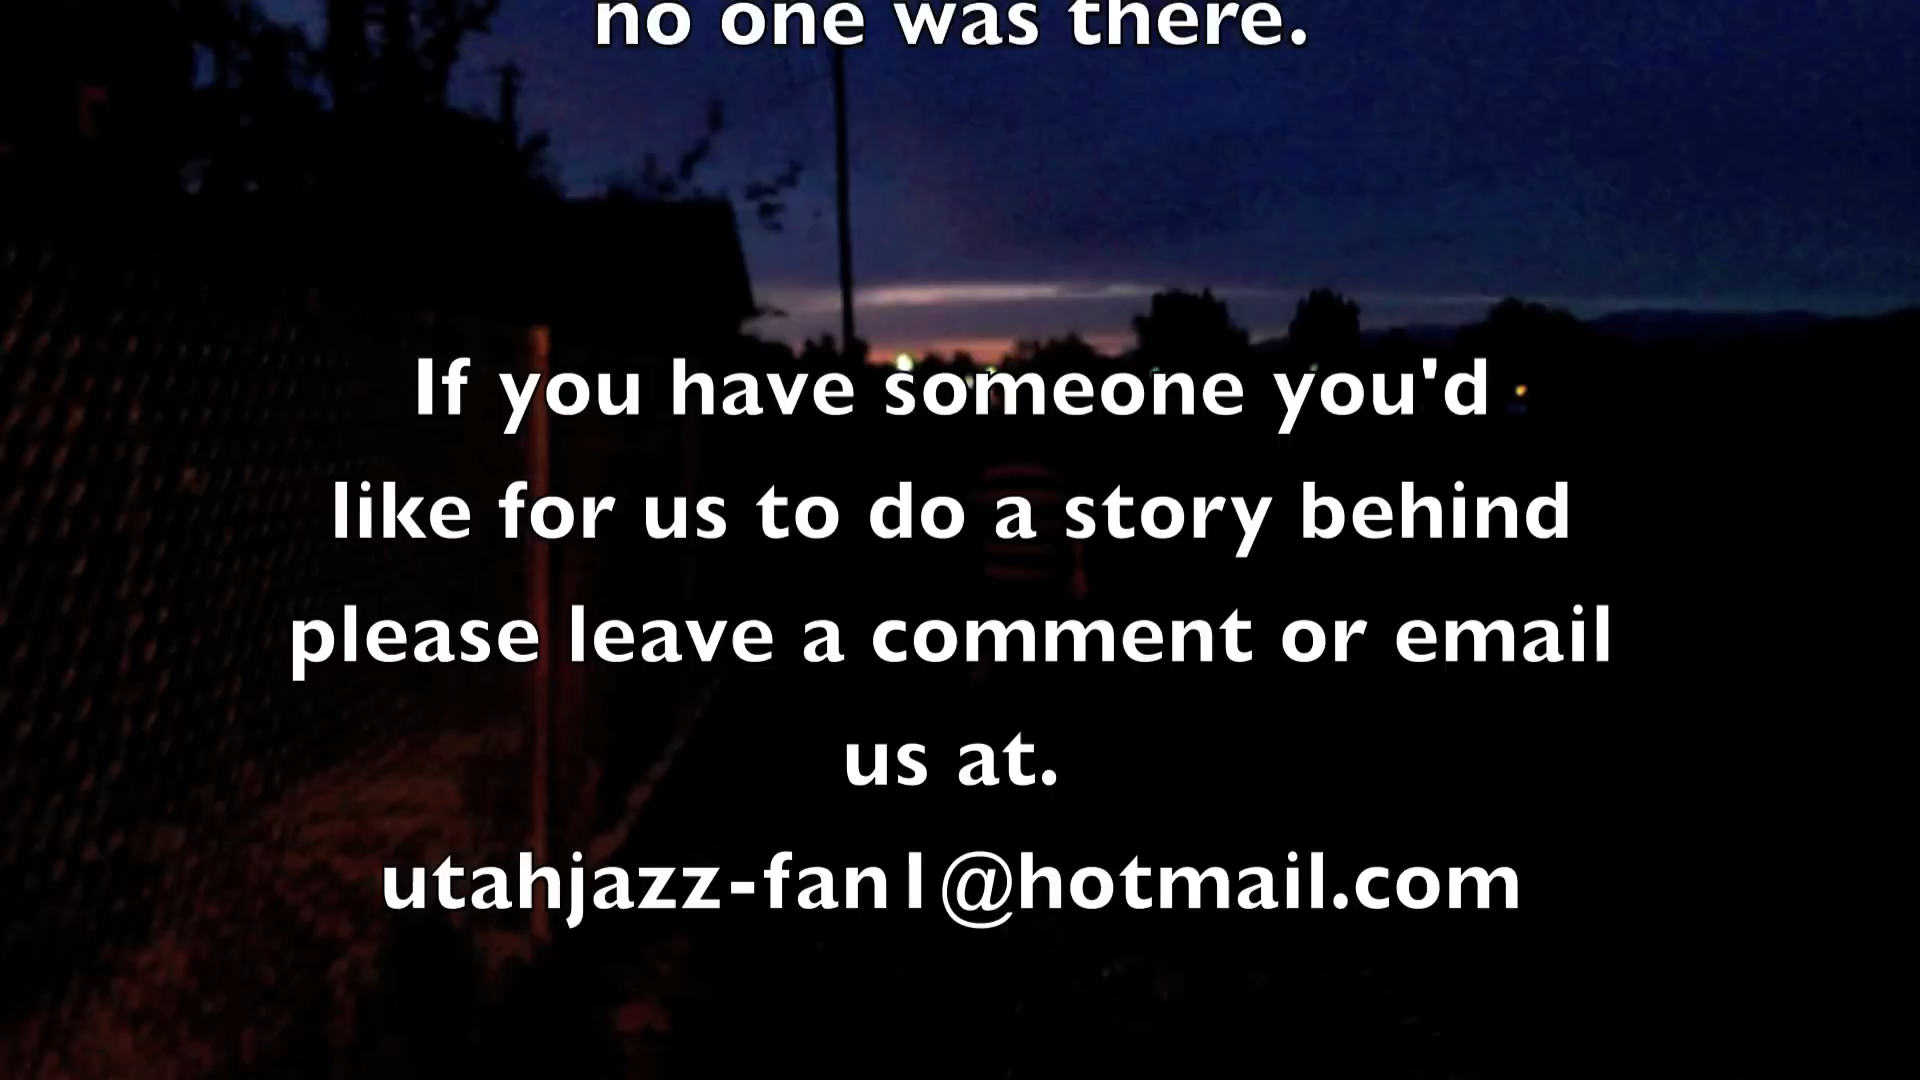 no one was there.
If you have someone you'd
like for us to do a story behind
please leave a comment or email
us at.
utahjazz-fan1@hotmail.com